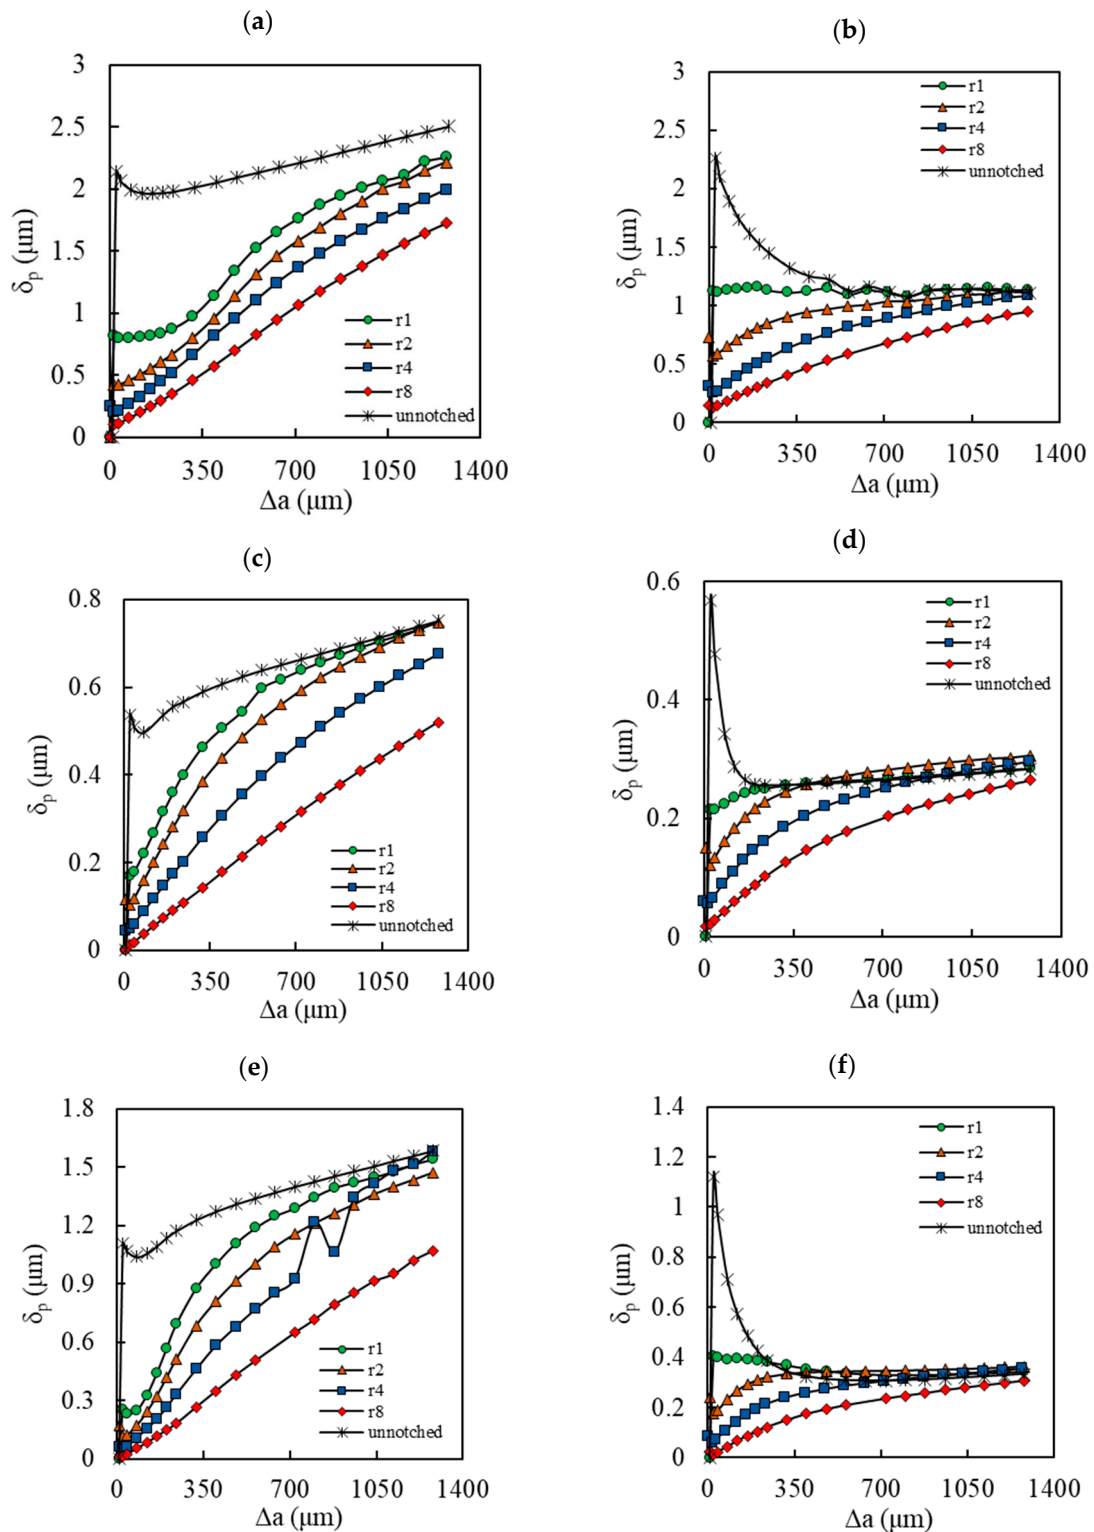 (a)
3
2.5
2
1.5
1
0.5
0
δp (μm)
r1
r2
r4
r8
unnotched
0 350 700 1050 1400
Δa (μm)
(b)
3
2.5
2
1.5
1
0.5
0
δp (μm)
r1
r2
r4
r8
unnotched
0 350 700 1050 1400
Δa (μm)
(c)
0.8
0.6
0.4
0.2
0
δp (μm)
r1
r2
r4
r8
unnotched
0 350 700 1050 1400
Δa (μm)
(d)
0.6
0.4
0.2
0
δp (μm)
r1
r2
r4
r8
unnotched
0 350 700 1050 1400
Δa (μm)
(e)
1.8
1.5
1.2
0.9
0.6
0.3
0
δp (μm)
r1
r2
r4
r8
unnotched
0 350 700 1050 1400
Δa (μm)
(f)
1.4
1.2
1
0.8
0.6
0.4
0.2
0
δp (μm)
r1
r2
r4
r8
unnotched
0 350 700 1050 1400
Δa (μm)